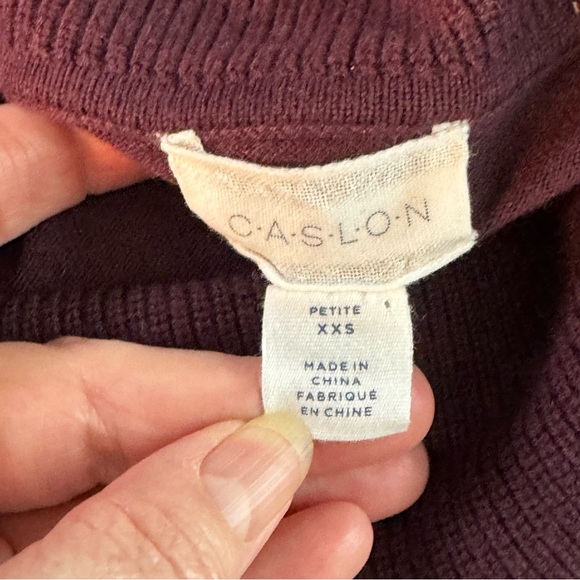 C·A·S·L·O·N
PETITE
XXS
MADE IN
CHINA
FABRIQUÉ
EN CHINE